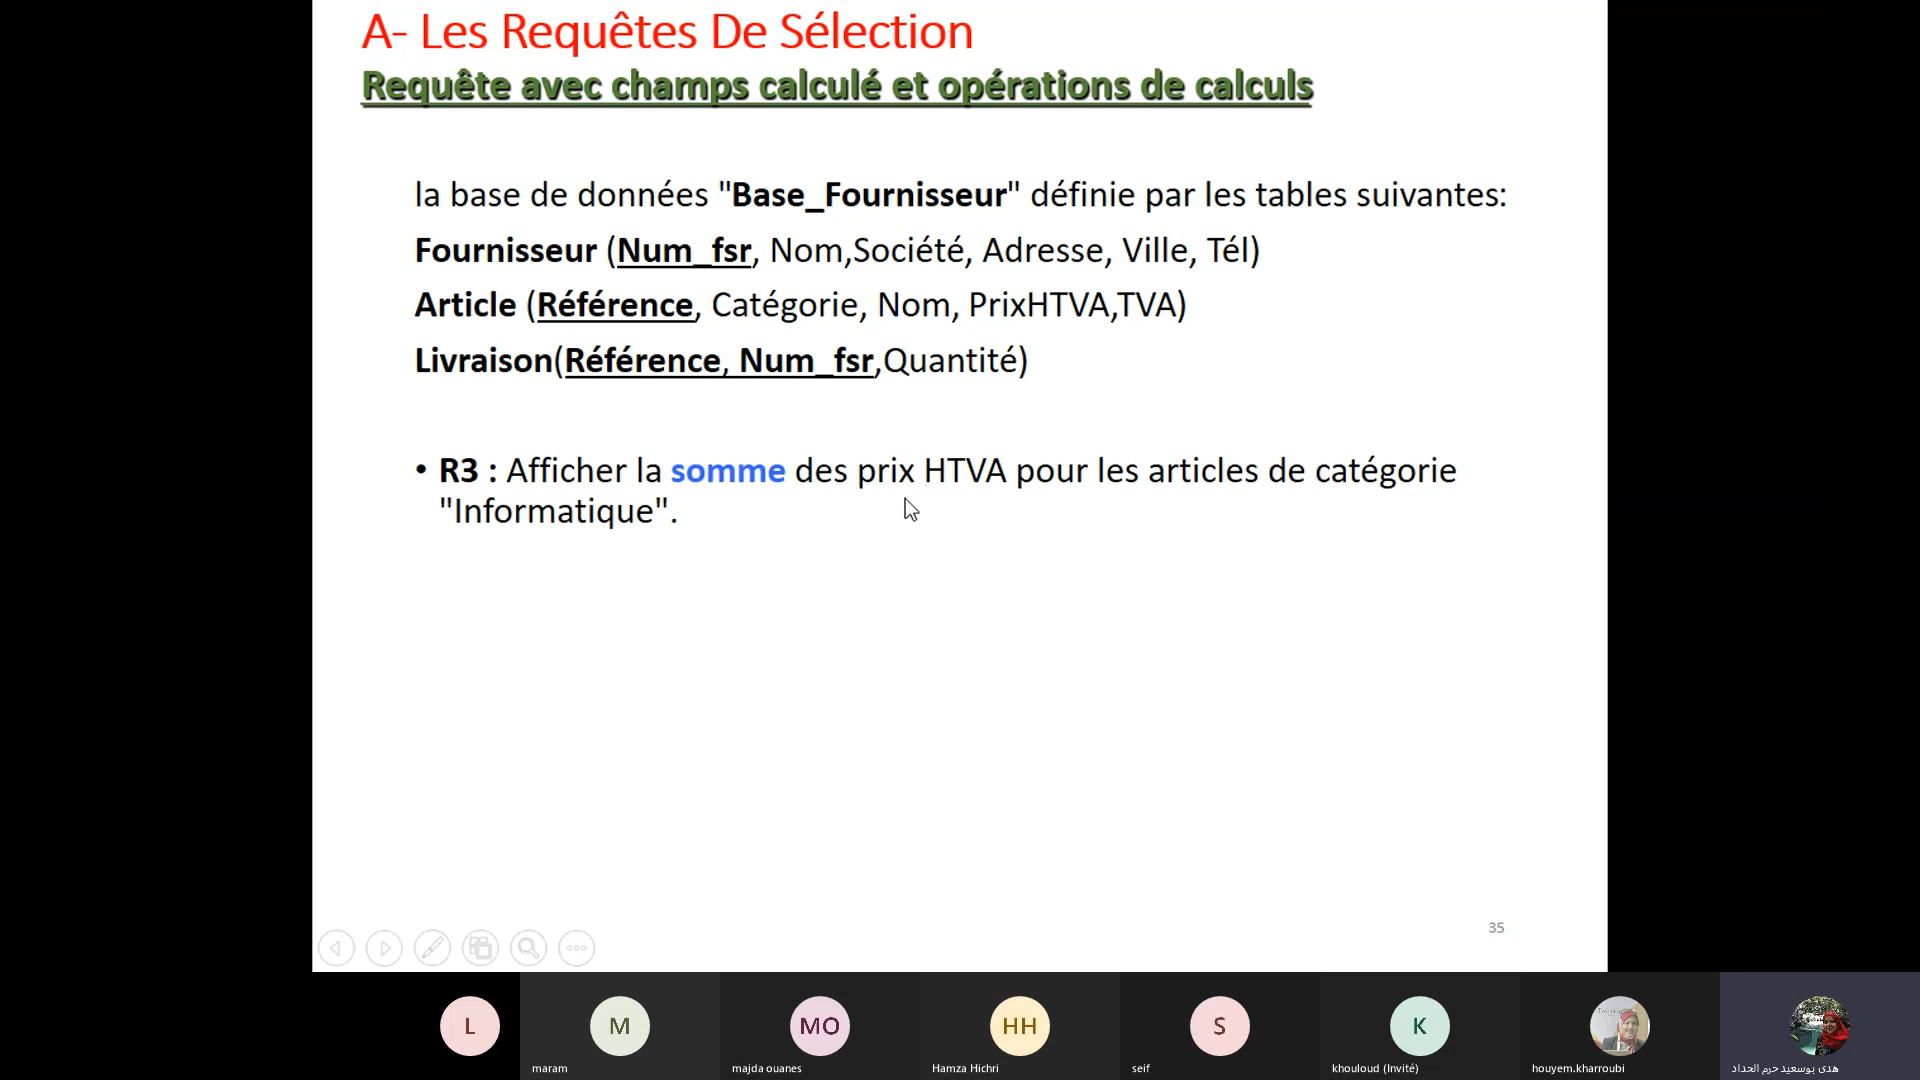 A- Les Requêtes De Sélection
Requête avec champs calculé et opérations de calculs
la base de données "Base_Fournisseur" définie par les tables suivantes:
Fournisseur (Num_fsr, Nom,Société, Adresse, Ville, Tél)
Article (Référence, Catégorie, Nom, PrixHTVA,TVA)
Livraison(Référence, Num_fsr,Quantité)
• R3 : Afficher la somme des prix HTVA pour les articles de catégorie
"Informatique".
35
L
M
MO
HH
S
K
maram
majda ouanes
Hamza Hichri
seif
khouloud (Invité)
houyem.kharroubi
هدى بوسعيد حرم الحداد